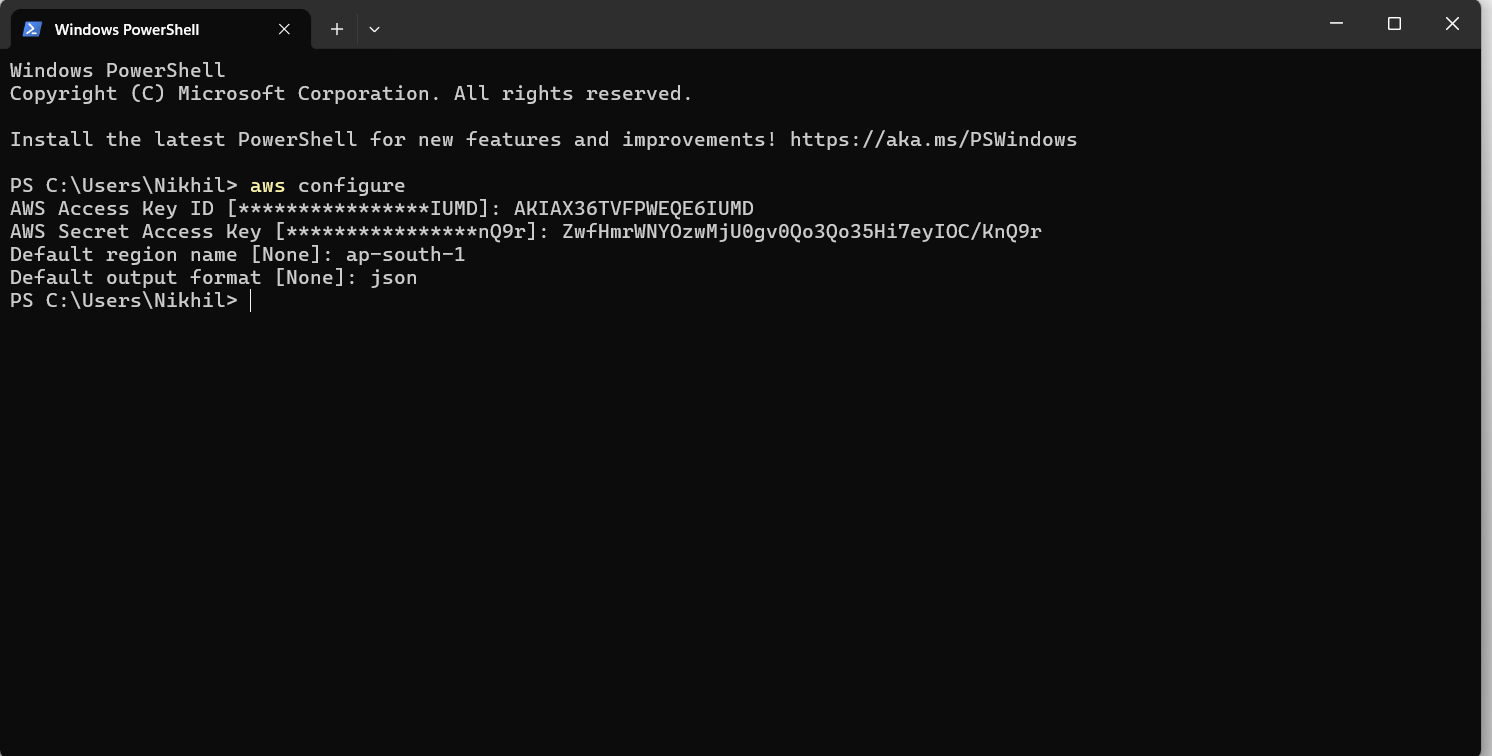 Windows PowerShell
Windows PowerShell
Copyright (C) Microsoft Corporation. All rights reserved.
Install the latest PowerShell for new features and improvements! https://aka.ms/PSWindows
PS C:\Users\Nikhil> aws configure
AWS Access Key ID [****************IUMD]: AKIAX36TVFPWEQE6IUMD
AWS Secret Access Key [****************nQ9r]: 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
Default region name [None]: ap-south-1
Default output format [None]: json
PS C:\Users\Nikhil>